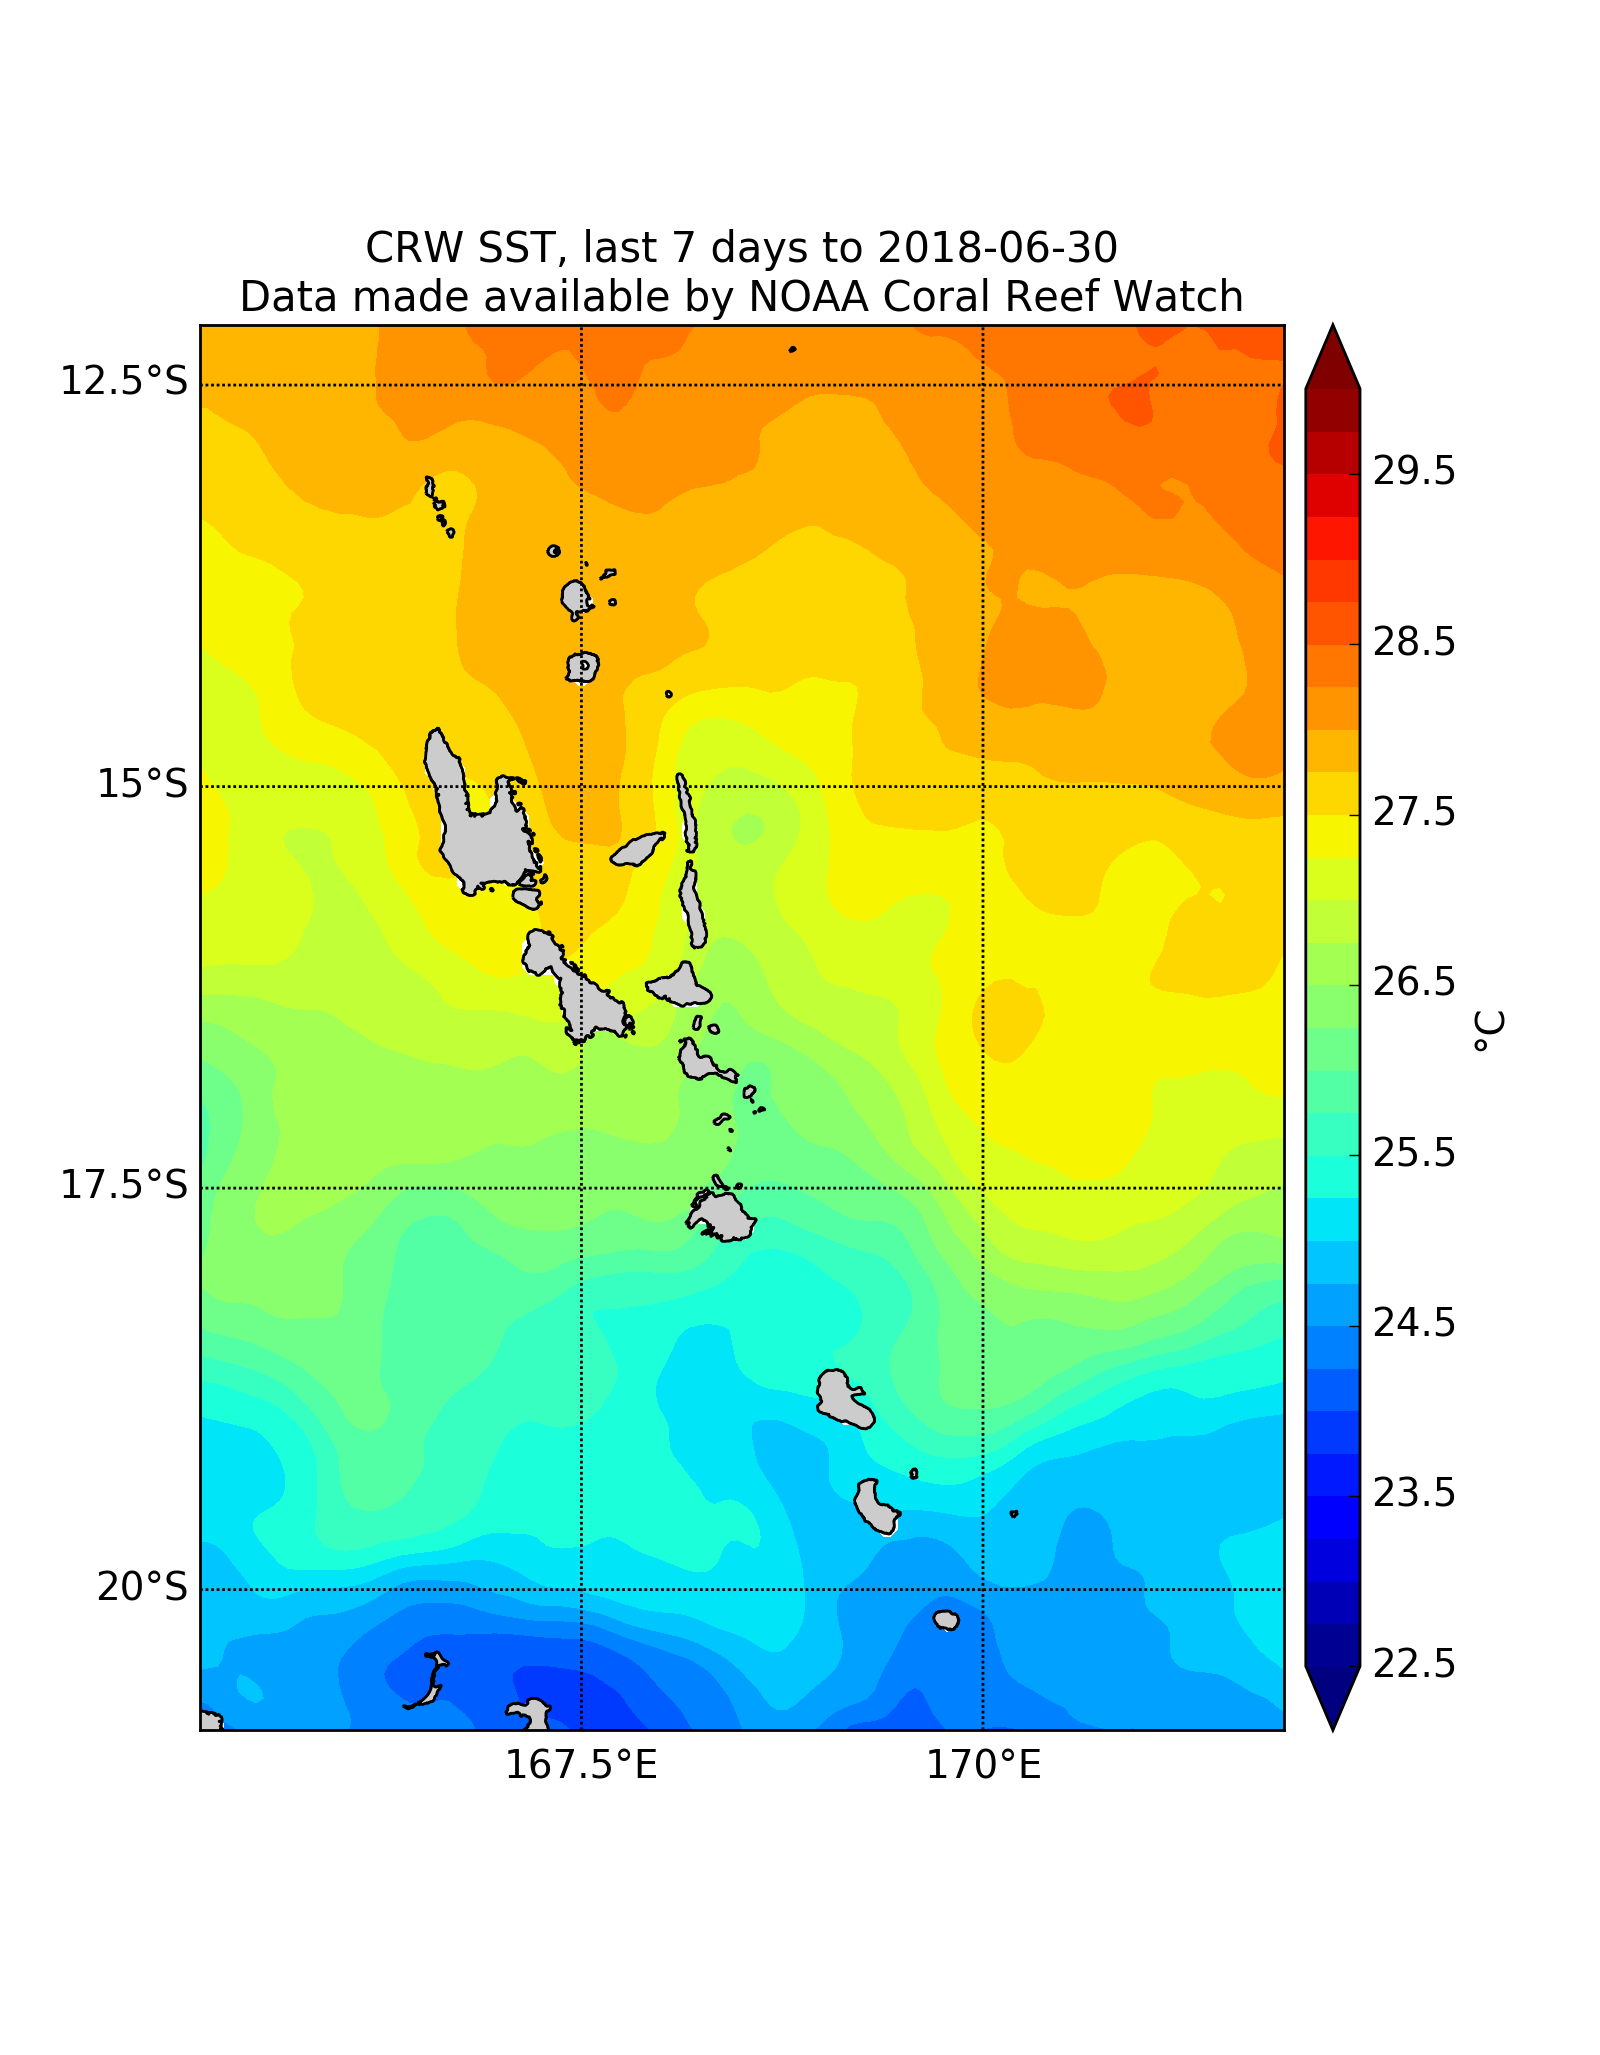 CRW SST, last 7 days to 2018-06-30
Data made available by NOAA Coral Reef Watch
12.5°S
15°S
17.5°S
20°S
167.5°E
170°E
29.5
28.5
27.5
26.5
25.5
24.5
23.5
22.5
°C